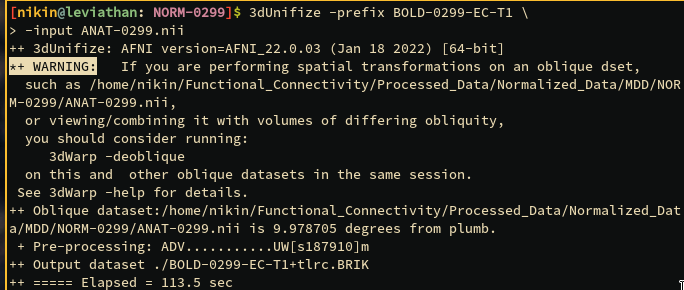 [nikin@leviathan: NORM-0299]$ 3dUnifize -prefix BOLD-0299-EC-T1 \
> -input ANAT-0299.nii
++ 3dUnifize: AFNI version=AFNI_22.0.03 (Jan 18 2022) [64-bit]
*+ WARNING:   If you are performing spatial transformations on an oblique dset,
  such as /home/nikin/Functional_Connectivity/Processed_Data/Normalized_Data/MDD/NOR
M-0299/ANAT-0299.nii,
  or viewing/combining it with volumes of differing obliquity,
  you should consider running:
     3dWarp -deoblique
  on this and  other oblique datasets in the same session.
 See 3dWarp -help for details.
++ Oblique dataset:/home/nikin/Functional_Connectivity/Processed_Data/Normalized_Dat
a/MDD/NORM-0299/ANAT-0299.nii is 9.978705 degrees from plumb.
 + Pre-processing: ADV...........UW[s187910]m
++ Output dataset ./BOLD-0299-EC-T1+tlrc.BRIK
++ ===== Elapsed = 113.5 sec